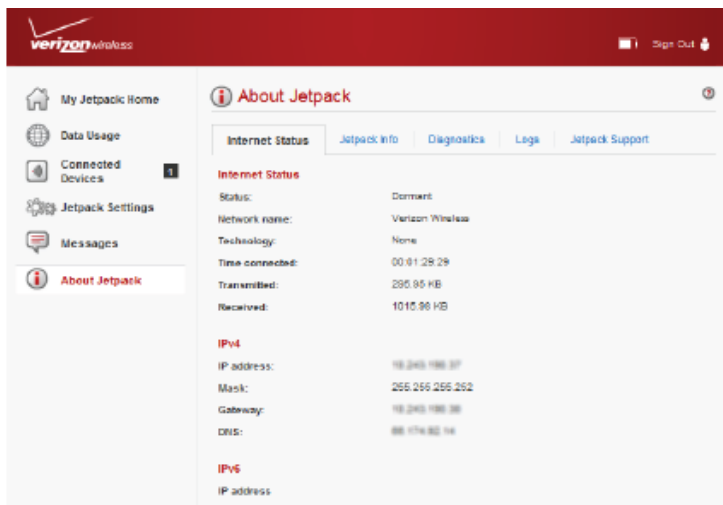 verizonwireless
Sign Out
My Jetpack Home
Data Usage
Connected
Devices
1
Jetpack Settings
Messages
About Jetpack
About Jetpack
Internet Status Jetpack Info Diagnostics Logs Jetpack Support
Internet Status
Status: Dormant
Network name: Verizon Wireless
Technology: None
Time connected: 00:01:29:29
Transmitted: 295.95 KB
Received: 1015.96 KB
IPv4
IP address:
Mask: 255.255.255.252
Gateway:
DNS:
IPv6
IP address